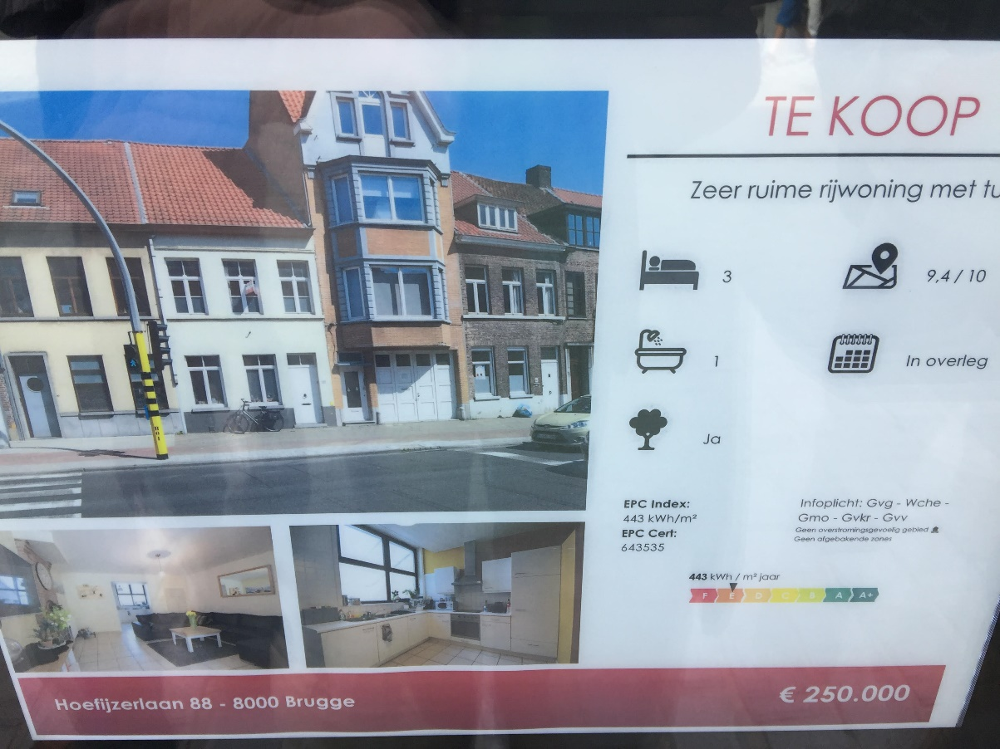 TE KOOP
Zeer ruime rijwoning met
3
9,4 / 10
1
In overleg
Ja
EPC Index:
443 kWh/m²
EPC Cert:
643535
Infoplicht: Gvg - Wche -
Gmo - Gvkr - Gvv
Geen overstromingsgevoelig gebied
Geen afgebakende zones
443 kWh / m² jaar
F E D C B A A+
Hoefijzerlaan 88 - 8000 Brugge
€ 250.000